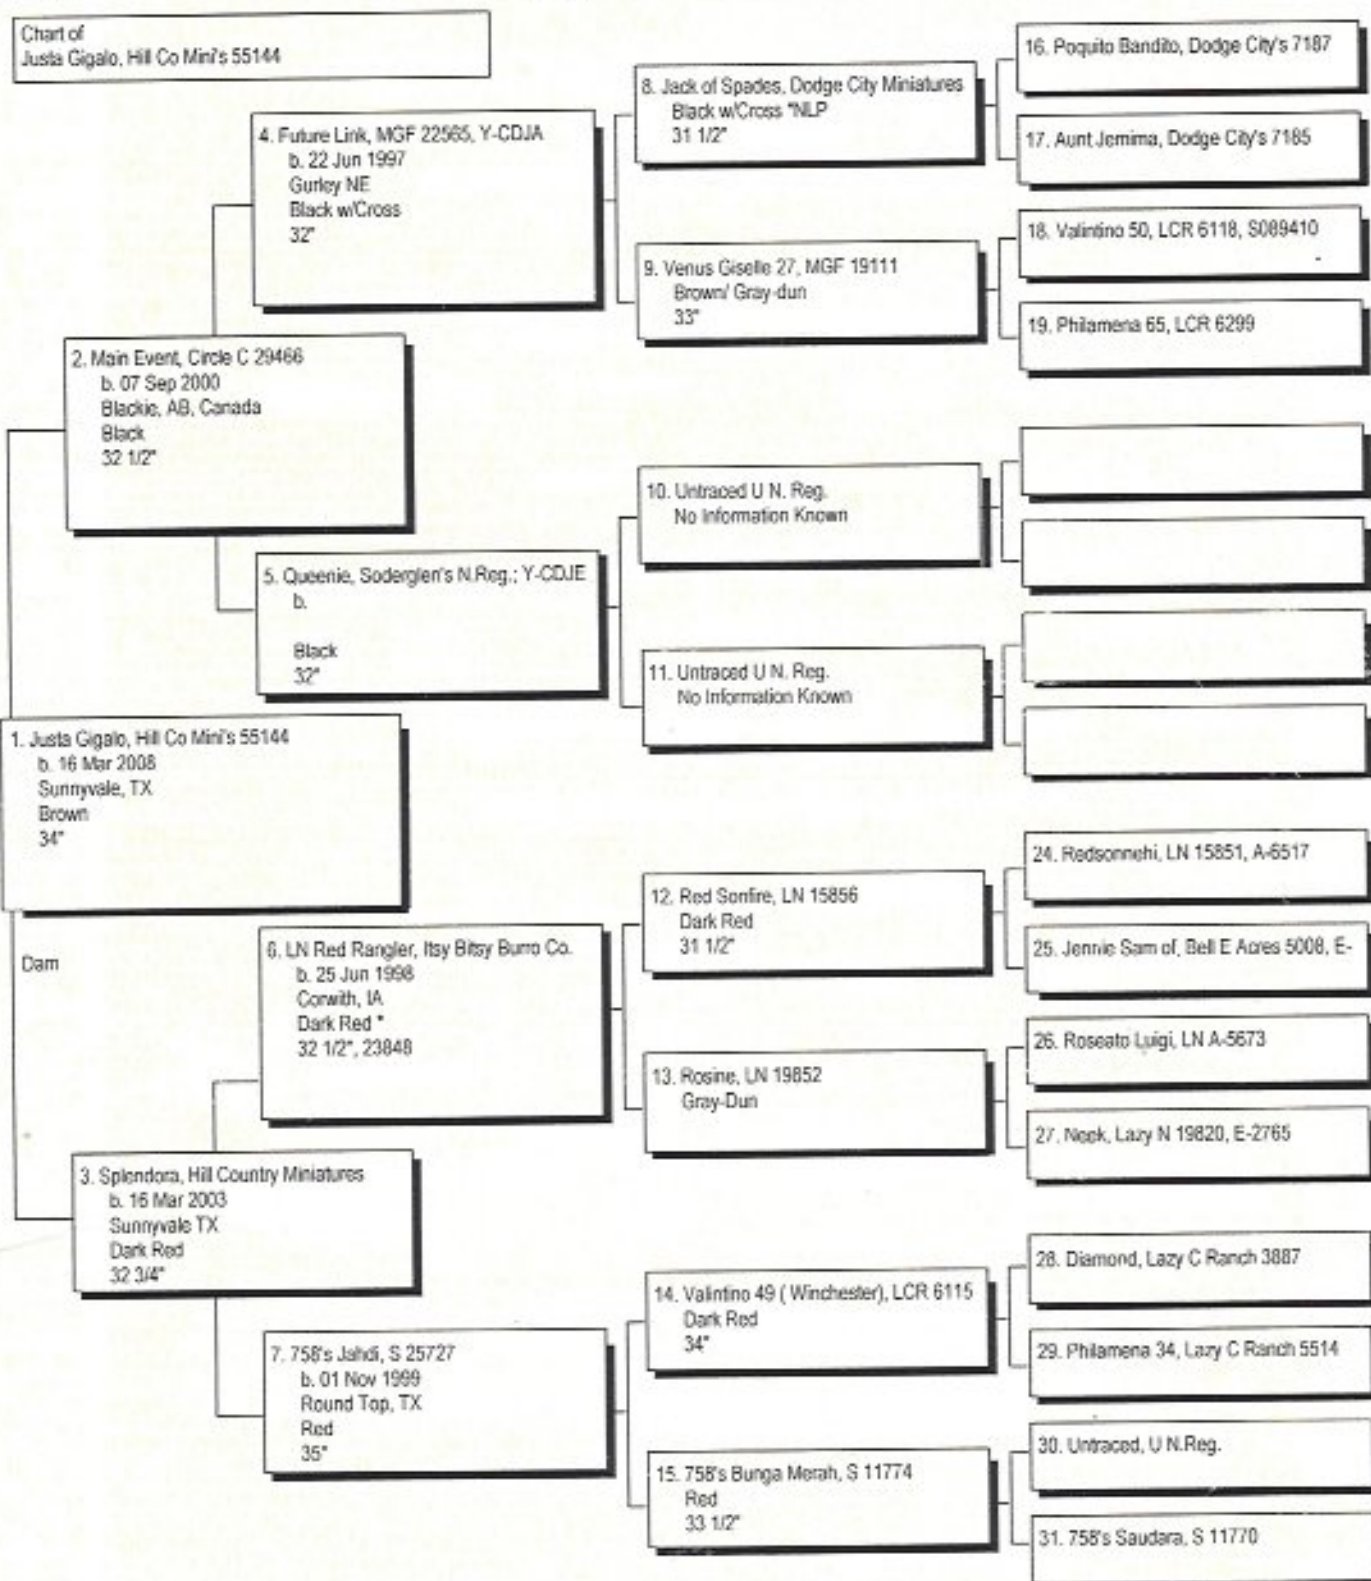 Chart of
Justa Gigalo, Hill Co Mini's 55144
16. Poquito Bandito, Dodge City's 7187
8. Jack of Spades, Dodge City Miniatures
Black w/Cross *NLP
31 1/2"
17. Aunt Jemima, Dodge City's 7185
4. Future Link, MGF 22565, Y-CDJA
b. 22 Jun 1997
Gurley NE
Black w/Cross
32"
18. Valintino 50, LCR 6118, S089410
9. Venus Giselle 27, MGF 19111
Brown/ Gray-dun
33"
19. Philamena 65, LCR 6299
2. Main Event, Circle C 29466
b. 07 Sep 2000
Blackie, AB, Canada
Black
32 1/2"
10. Untraced U N. Reg.
No Information Known
5. Queenie, Soderglen's N.Reg.; Y-CDJE
b.
Black
32"
11. Untraced U N. Reg.
No Information Known
1. Justa Gigalo, Hill Co Mini's 55144
b. 16 Mar 2008
Sunnyvale, TX
Brown
34"
24. Redsonnehi, LN 15851, A-6517
12. Red Sonfire, LN 15856
Dark Red
31 1/2"
25. Jennie Sam of, Bell E Acres 5008, E-
Dam
6. LN Red Rangler, Itsy Bitsy Burro Co.
b. 25 Jun 1998
Corwith, IA
Dark Red *
32 1/2", 23848
26. Roseato Luigi, LN A-5673
13. Rosine, LN 19852
Gray-Dun
27. Neek, Lazy N 19820, E-2765
3. Splendora, Hill Country Miniatures
b. 16 Mar 2003
Sunnyvale TX
Dark Red
32 3/4"
28. Diamond, Lazy C Ranch 3887
14. Valintino 49 ( Winchester), LCR 6115
Dark Red
34"
29. Philamena 34, Lazy C Ranch 5514
7. 758's Jahdi, S 25727
b. 01 Nov 1999
Round Top, TX
Red
35"
30. Untraced, U N.Reg.
15. 758's Bunga Merah, S 11774
Red
33 1/2"
31. 758's Saudara, S 11770